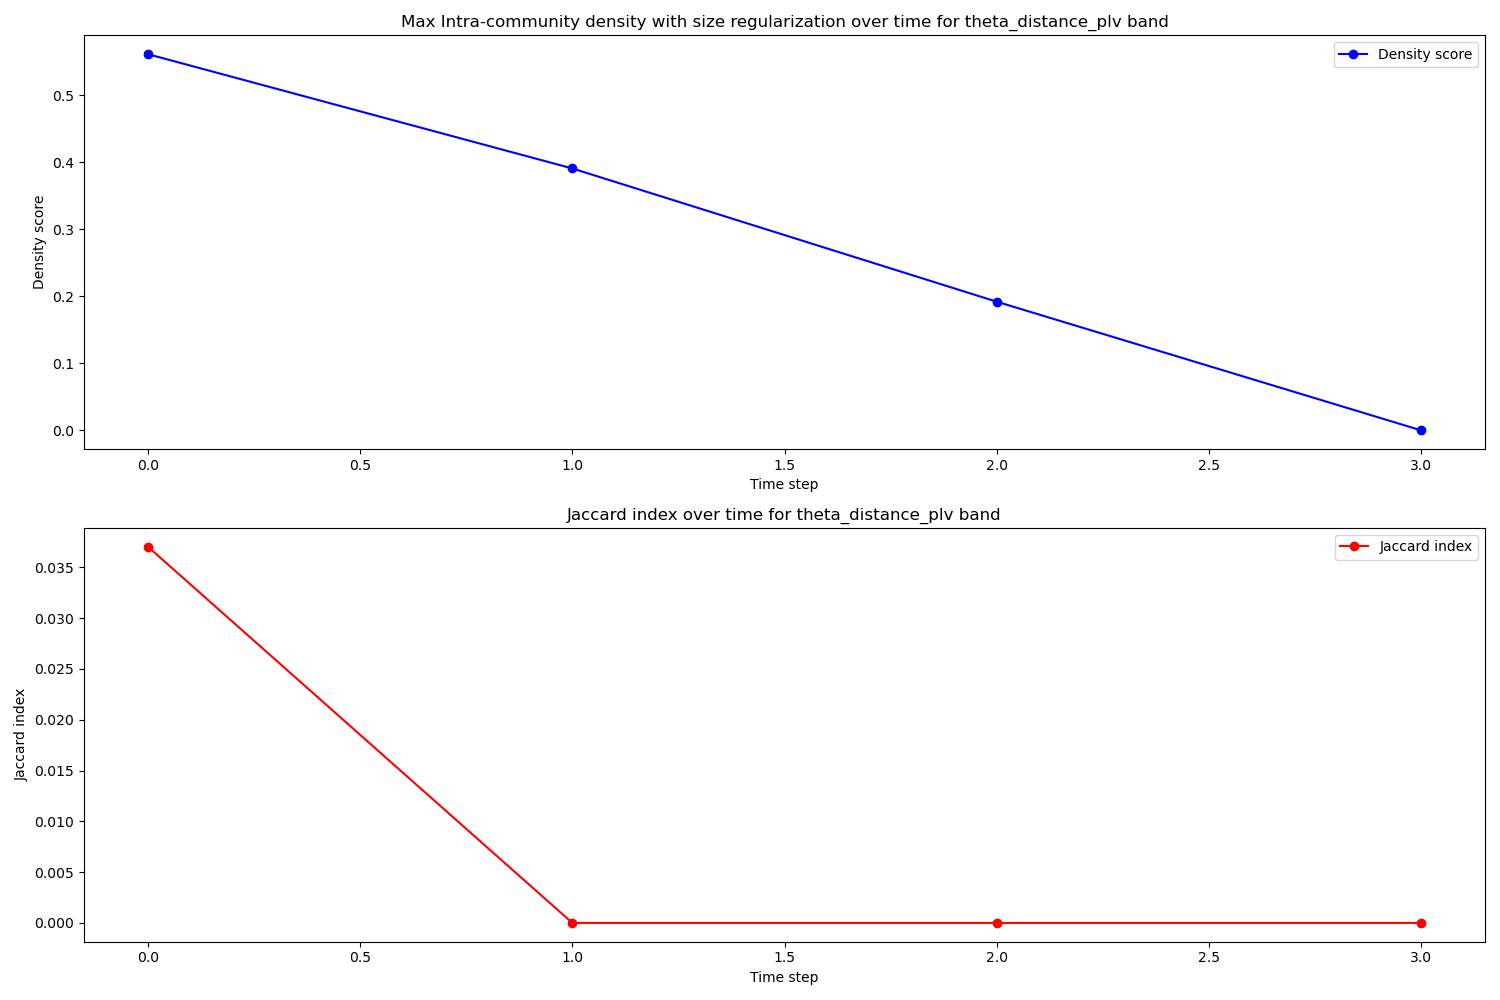 Max Intra-community density with size regularization over time for theta_distance_plv band
Density score
0.5
0.4
0.3
0.2
0.1
0.0
Density score
0.0 0.5 1.0 1.5 2.0 2.5 3.0
Time step
Jaccard index over time for theta_distance_plv band
Jaccard index
0.035
0.030
0.025
0.020
0.015
0.010
0.005
0.000
Jaccard index
0.0 0.5 1.0 1.5 2.0 2.5 3.0
Time step